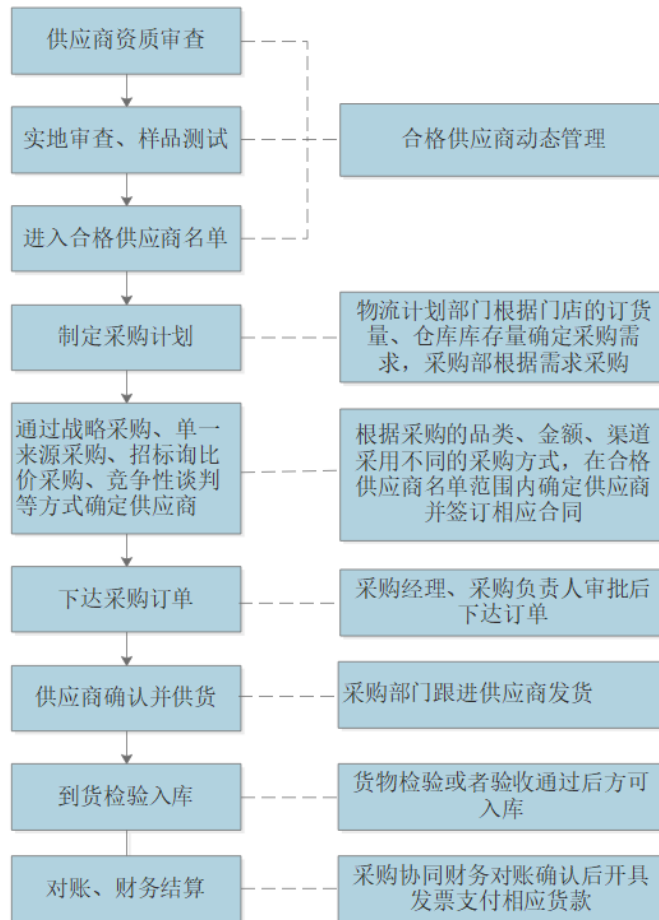 供应商资质审查
实地审查、样品测试
合格供应商动态管理
进入合格供应商名单
制定采购计划
物流计划部门根据门店的订货
量、仓库库存量确定采购需
求，采购部根据需求采购
通过战略采购、单一
来源采购、招标询比
价采购、竞争性谈判
等方式确定供应商
根据采购的品类、金额、渠道
采用不同的采购方式，在合格
供应商名单范围内确定供应商
并签订相应合同
下达采购订单
采购经理、采购负责人审批后
下达订单
供应商确认并供货
采购部门跟进供应商发货
到货检验入库
货物检验或者验收通过后方可
入库
对账、财务结算
采购协同财务对账确认后开具
发票支付相应货款